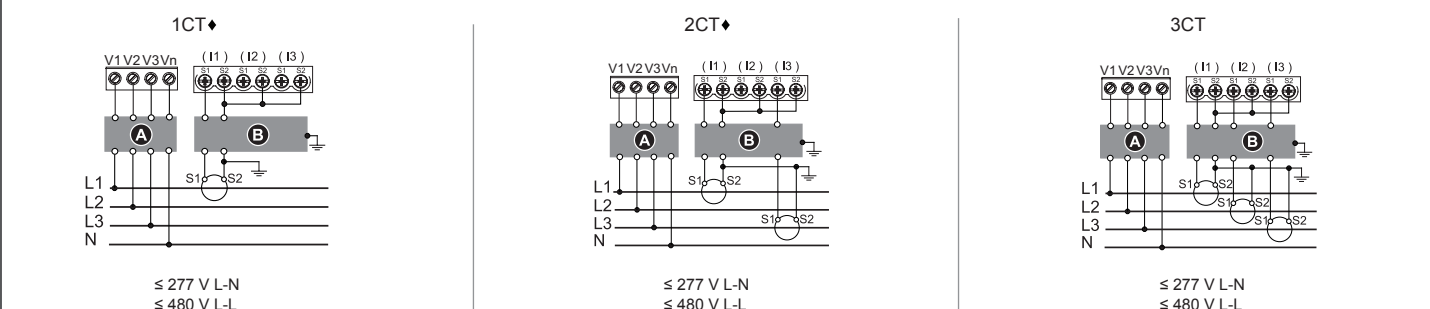 1CT♦
V1 V2 V3 Vn
(I1) (I2) (I3)
S1 S2 S1 S2 S1 S2
A
B
S1 S2
L1
L2
L3
N
≤ 277 V L-N
≤ 480 V L-L
2CT♦
V1 V2 V3 Vn
(I1) (I2) (I3)
S1 S2 S1 S2 S1 S2
A
B
S1 S2
L1
L2
S1 S2
L3
N
≤ 277 V L-N
≤ 480 V L-L
3CT
V1 V2 V3 Vn
(I1) (I2) (I3)
S1 S2 S1 S2 S1 S2
A
B
S1 S2
L1
S1 S2
L2
S1 S2
L3
N
≤ 277 V L-N
≤ 480 V L-L